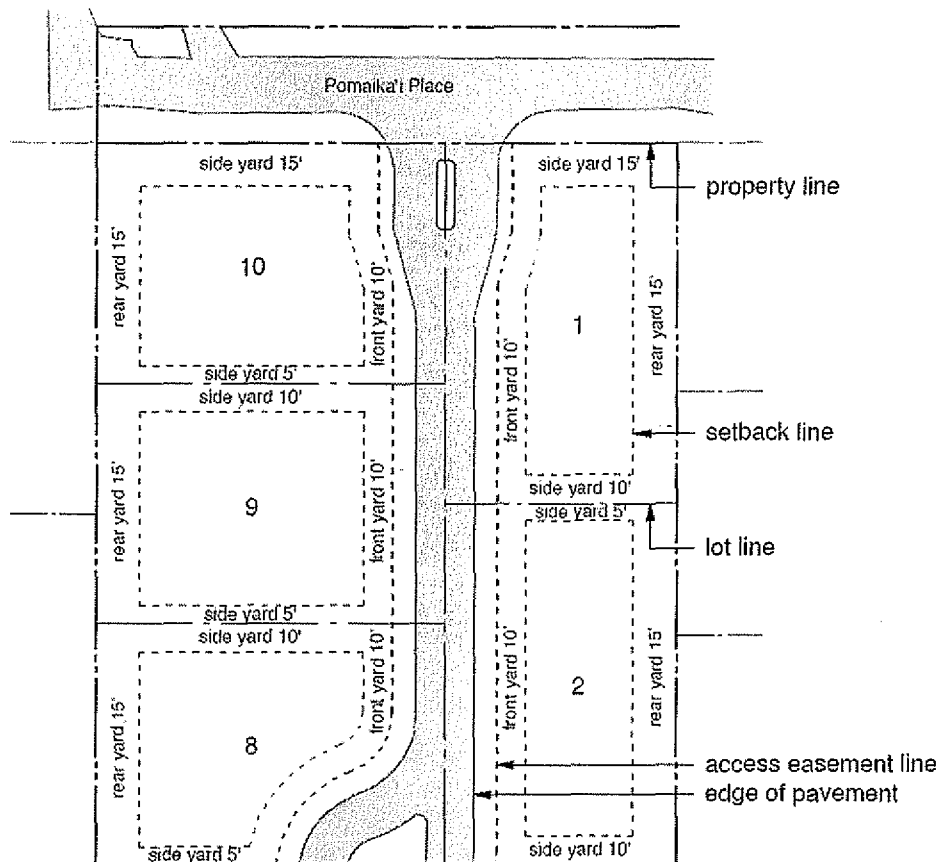 Pomaika'i Place
side yard 15'
side yard 15'
property line
rear yard 15'
10
front yard 10'
front yard 10'
1
rear yard 15'
side yard 5'
side yard 10'
setback line
rear yard 15'
9
front yard 10'
side yard 10'
side yard 5'
lot line
side yard 5'
side yard 10'
rear yard 15'
8
front yard 10'
front yard 10'
2
rear yard 15'
access easement line
edge of pavement
side yard 5'
side yard 10'